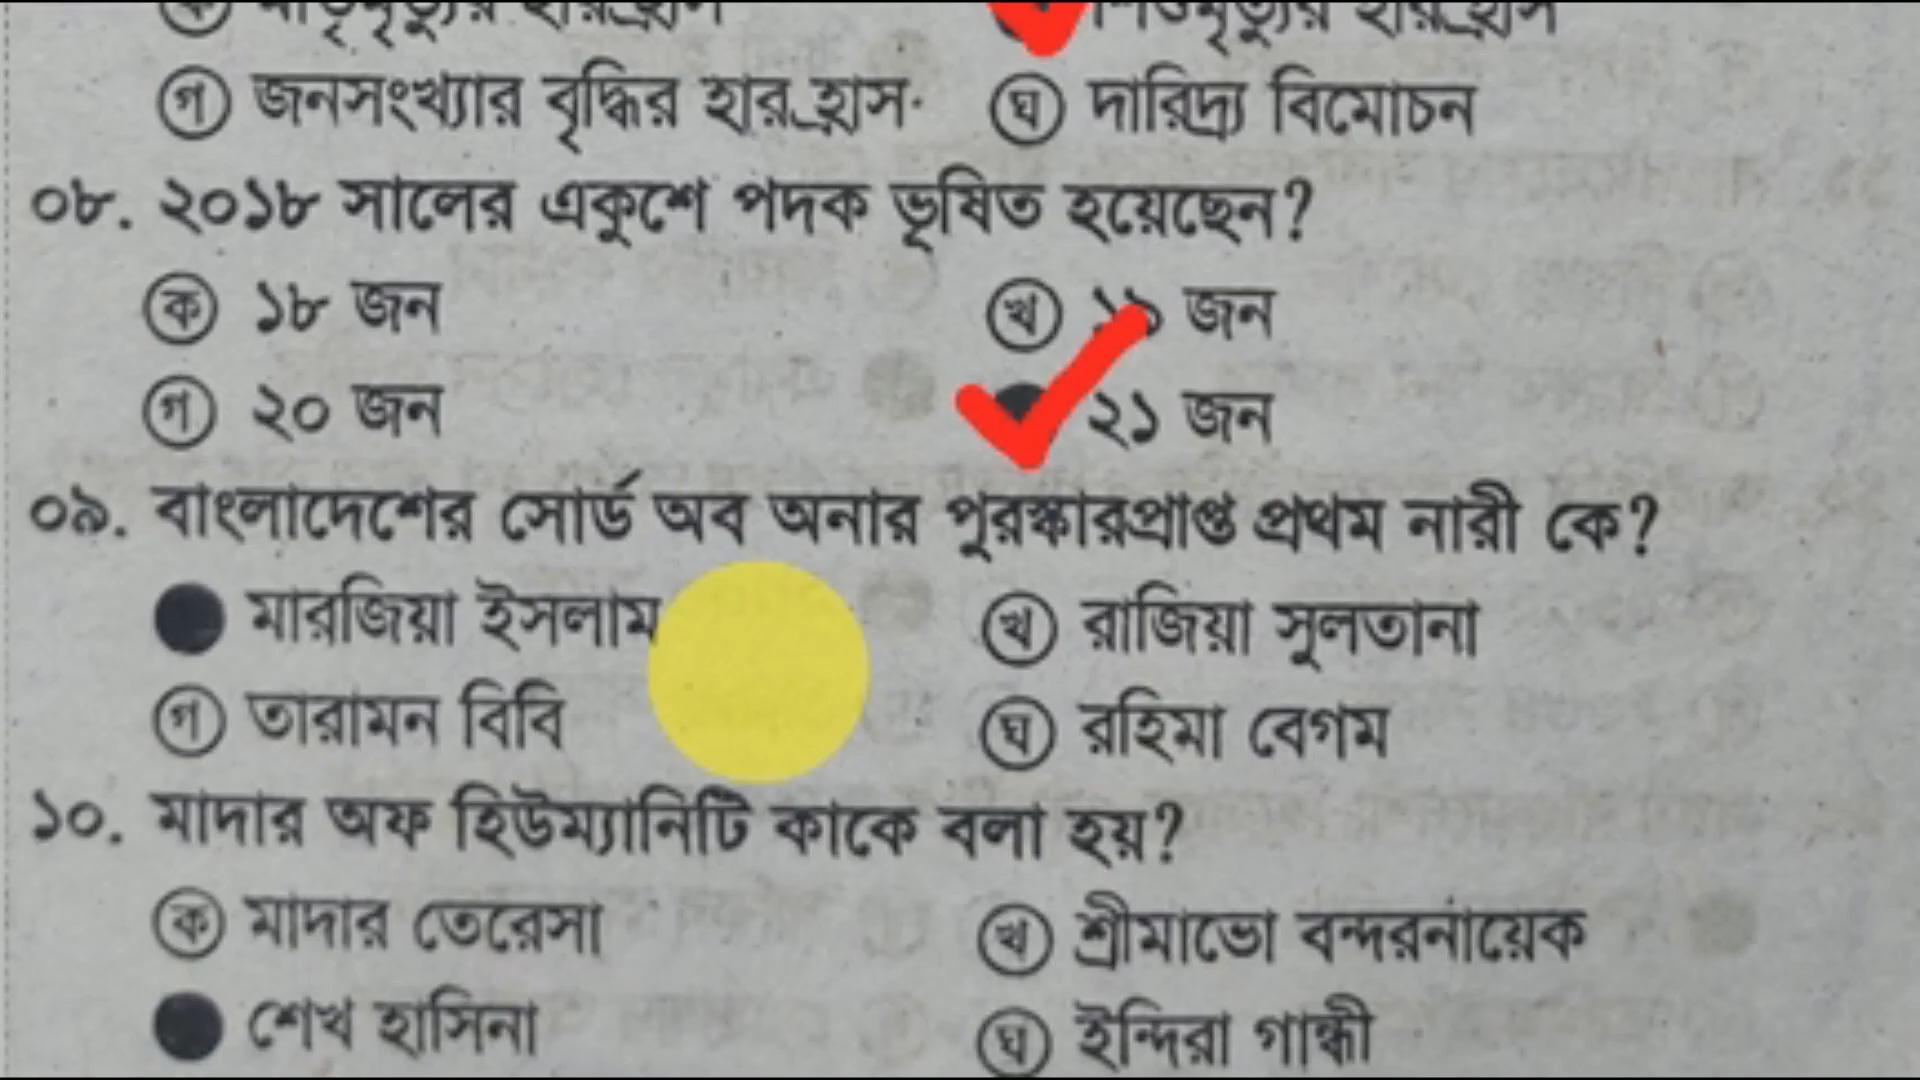 ক মাতৃমৃত্যুর হার হ্রাস শিশুমৃত্যুর হার হ্রাস
গ জনসংখ্যার বৃদ্ধির হার হ্রাস ঘ দারিদ্র্য বিমোচন
০৮. ২০১৮ সালের একুশে পদক ভূষিত হয়েছেন?
ক ১৮ জন খ ১৯ জন
গ ২০ জন ২১ জন
০৯. বাংলাদেশের সোর্ড অব অনার পুরস্কারপ্রাপ্ত প্রথম নারী কে?
মারজিয়া ইসলাম খ রাজিয়া সুলতানা
গ তারামন বিবি ঘ রহিমা বেগম
১০. মাদার অফ হিউম্যানিটি কাকে বলা হয়?
ক মাদার তেরেসা খ শ্রীমাভো বন্দরনায়েক
শেখ হাসিনা ঘ ইন্দিরা গান্ধী